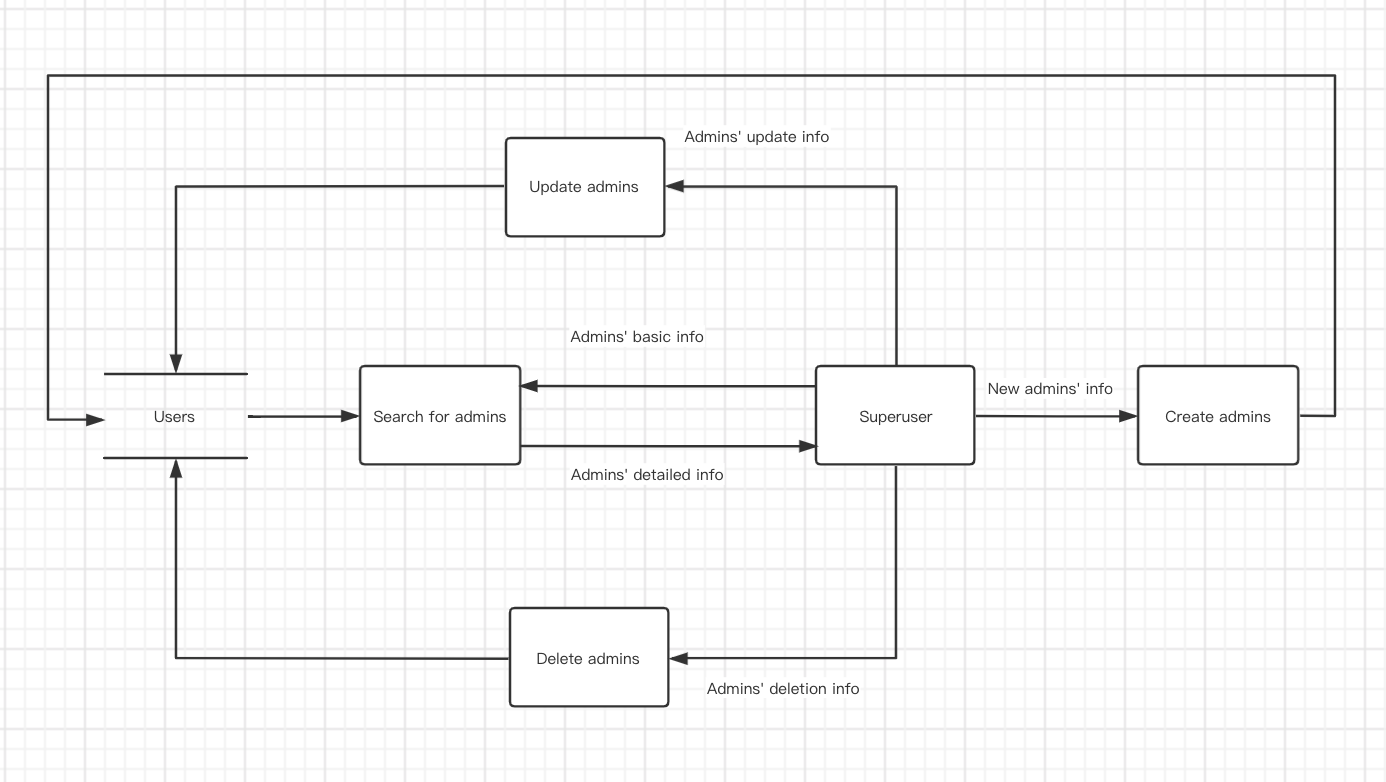 Admins' update info
Update admins
Admins' basic info
New admins' info
Users
Search for admins
Superuser
Create admins
Admins' detailed info
Delete admins
Admins' deletion info